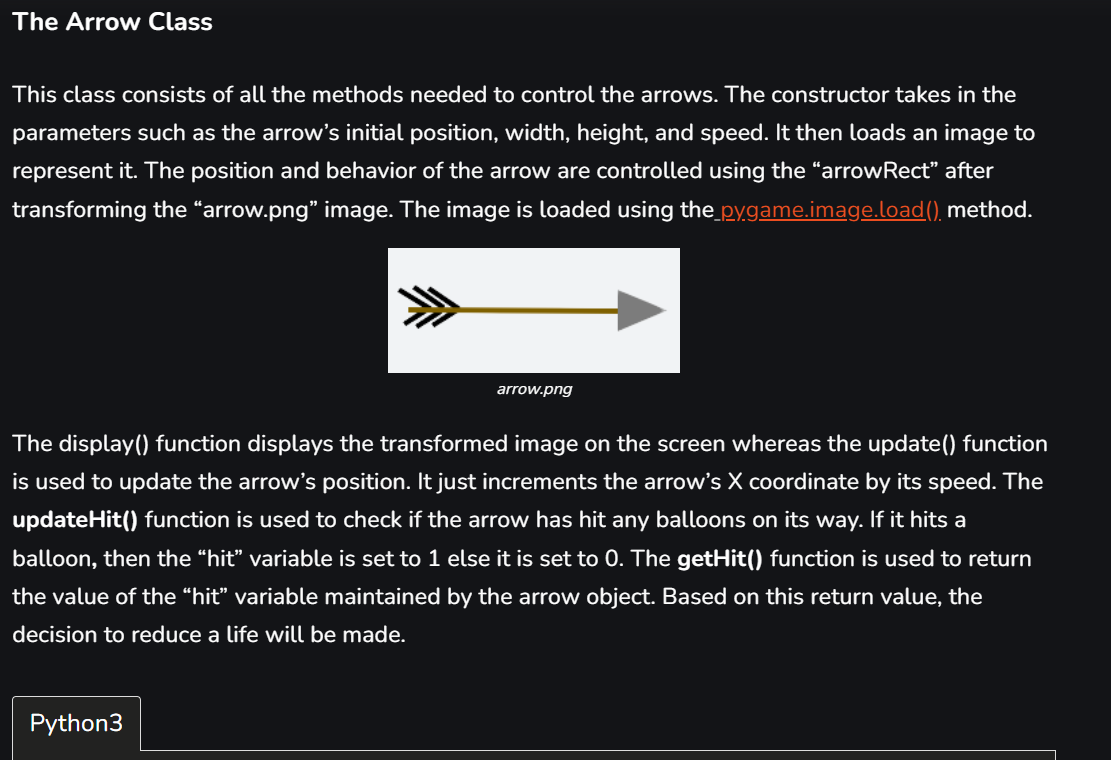 The Arrow Class
This class consists of all the methods needed to control the arrows. The constructor takes in the
parameters such as the arrow’s initial position, width, height, and speed. It then loads an image to
represent it. The position and behavior of the arrow are controlled using the “arrowRect” after
transforming the “arrow.png” image. The image is loaded using the pygame.image.load() method.
arrow.png
The display() function displays the transformed image on the screen whereas the update() function
is used to update the arrow’s position. It just increments the arrow’s X coordinate by its speed. The
updateHit() function is used to check if the arrow has hit any balloons on its way. If it hits a
balloon, then the “hit” variable is set to 1 else it is set to 0. The getHit() function is used to return
the value of the “hit” variable maintained by the arrow object. Based on this return value, the
decision to reduce a life will be made.
Python3